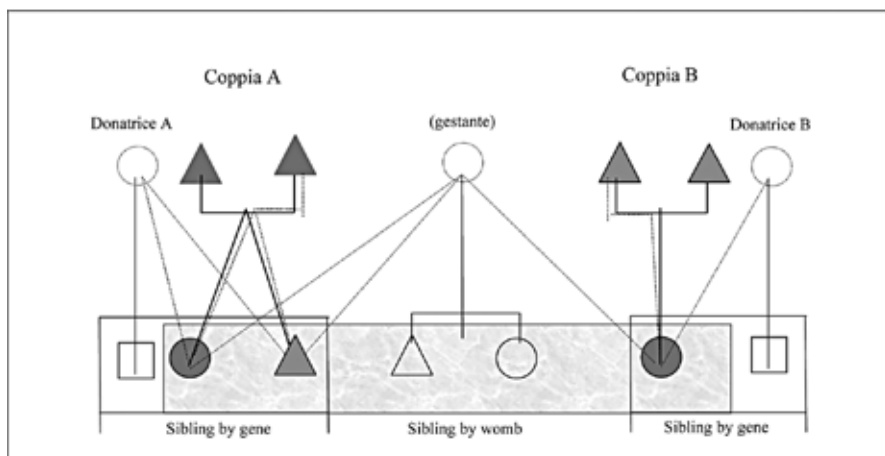 Coppia A
Coppia B
Donatrice A
(gestante)
Donatrice B
Sibling by gene
Sibling by womb
Sibling by gene